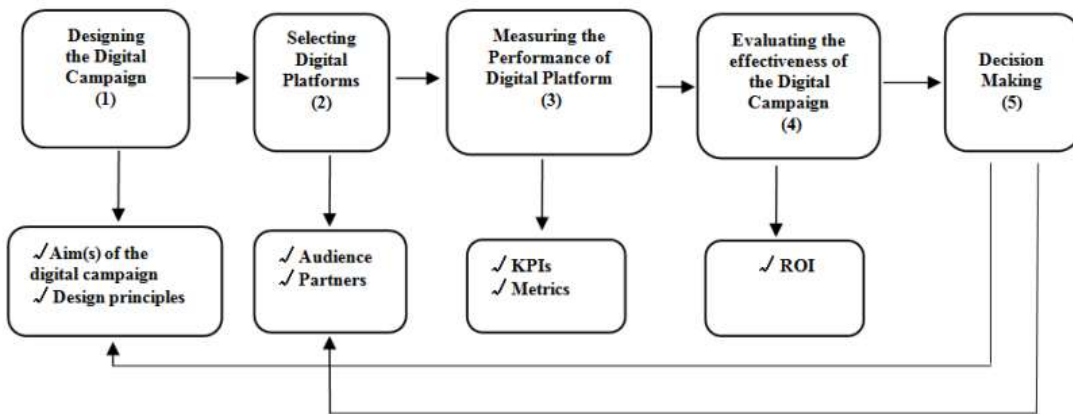 Designing
the Digital
Campaign
(1)
Selecting
Digital
Platforms
(2)
Measuring the
Performance of
Digital Platform
(3)
Evaluating the
effectiveness of
the Digital
Campaign
(4)
Decision
Making
(5)
✓ Aim(s) of the
digital campaign
✓ Design principles
✓ Audience
✓ Partners
✓ KPIs
✓ Metrics
✓ ROI